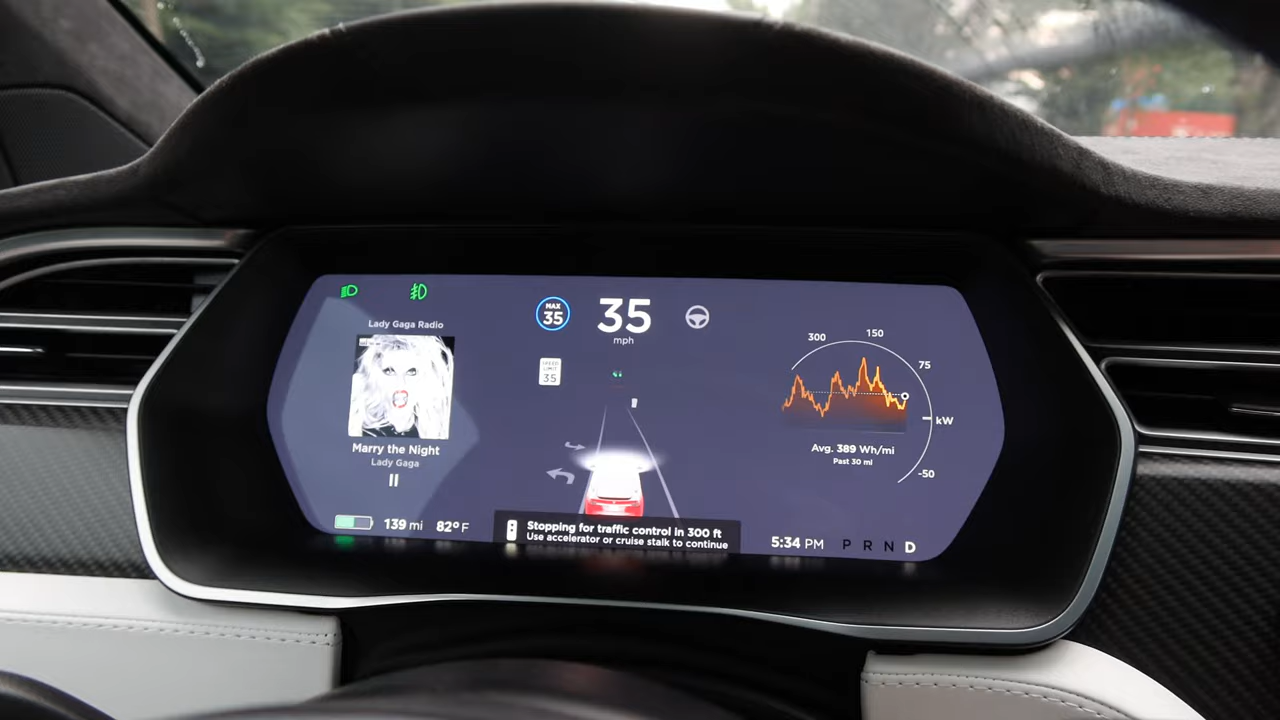 Lady Gaga Radio
Marry the Night
Lady Gaga
139 mi 82° F
MAX
35
35
mph
SPEED
LIMIT
35
Stopping for traffic control in 300 ft
Use accelerator or cruise stalk to continue
300
150
75
kW
-50
Avg. 389 Wh/mi
Past 30 mi
5:34 PM P R N D